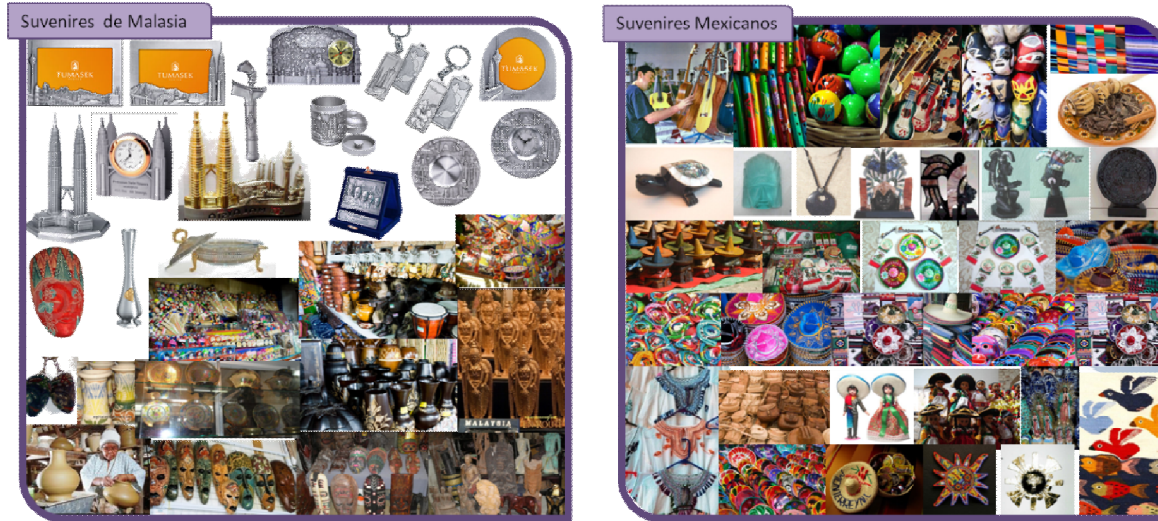 Suvenires de Malasia
Suvenires Mexicanos
TUMASEK
TUMASEK
TUMASEK
MALAYSIA